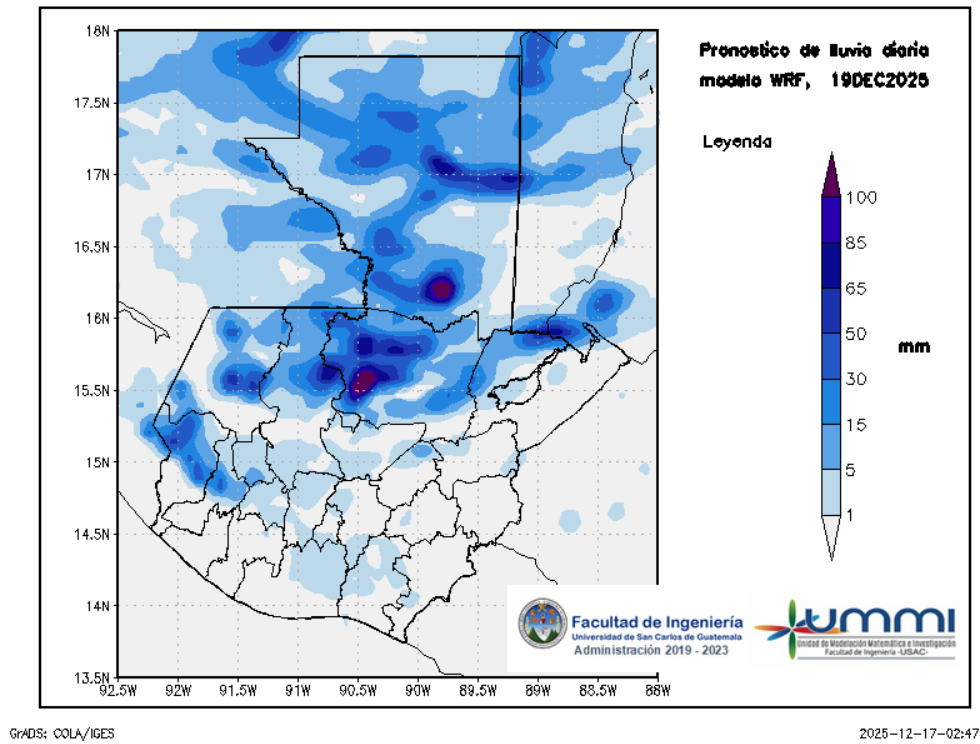 Pronostico de lluvia diaria
modelo WRF, 19DEC2025
Leyenda
100
85
65
50
30
15
5
1
mm
18N
17.5N
17N
16.5N
16N
15.5N
15N
14.5N
14N
13.5N
92.5W 92W 91.5W 91W 90.5W 90W 89.5W 89W 88.5W 88W
Facultad de Ingeniería
Universidad de San Carlos de Guatemala
Administración 2019 - 2023
ummi
Unidad de Modelación Matemática e Investigación
Facultad de Ingeniería -USAC-
GrADS: COLA/IGES
2025-12-17-02:47